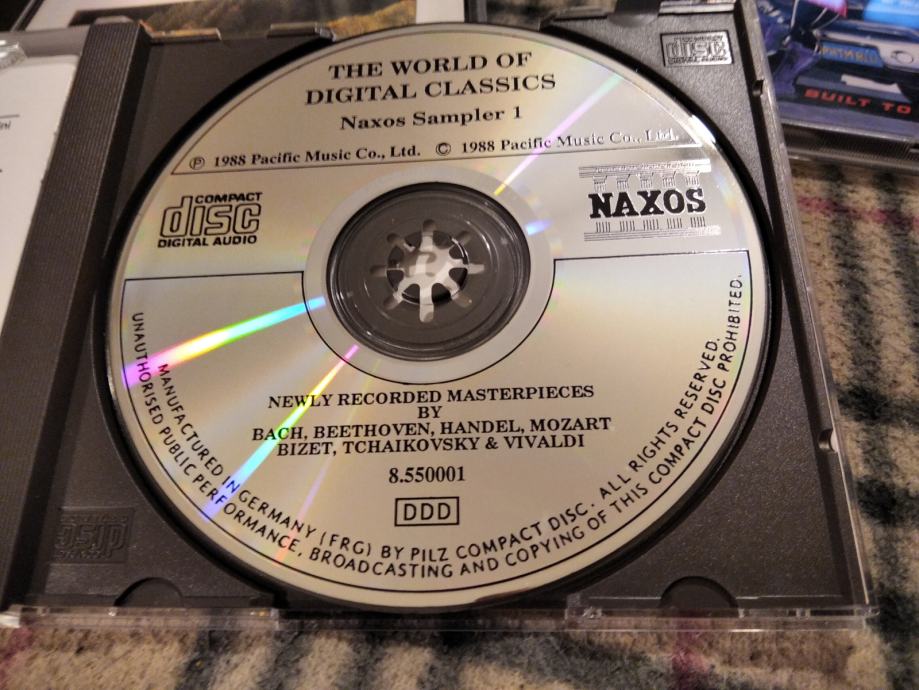 THE WORLD OF
DIGITAL CLASSICS
Naxos Sampler 1
℗ 1988 Pacific Music Co., Ltd. © 1988 Pacific Music Co., Ltd.
COMPACT
disc
DIGITAL AUDIO
NAXOS
NEWLY RECORDED MASTERPIECES
BY
BACH, BEETHOVEN, HANDEL, MOZART
BIZET, TCHAIKOVSKY & VIVALDI
8.550001
DDD
MANUFACTURED IN GERMANY (FRG) BY PILZ COMPACT DISC. ALL RIGHTS RESERVED.
UNAUTHORISED PUBLIC PERFORMANCE, BROADCASTING AND COPYING OF THIS COMPACT DISC PROHIBITED.
disc
BUILT TO